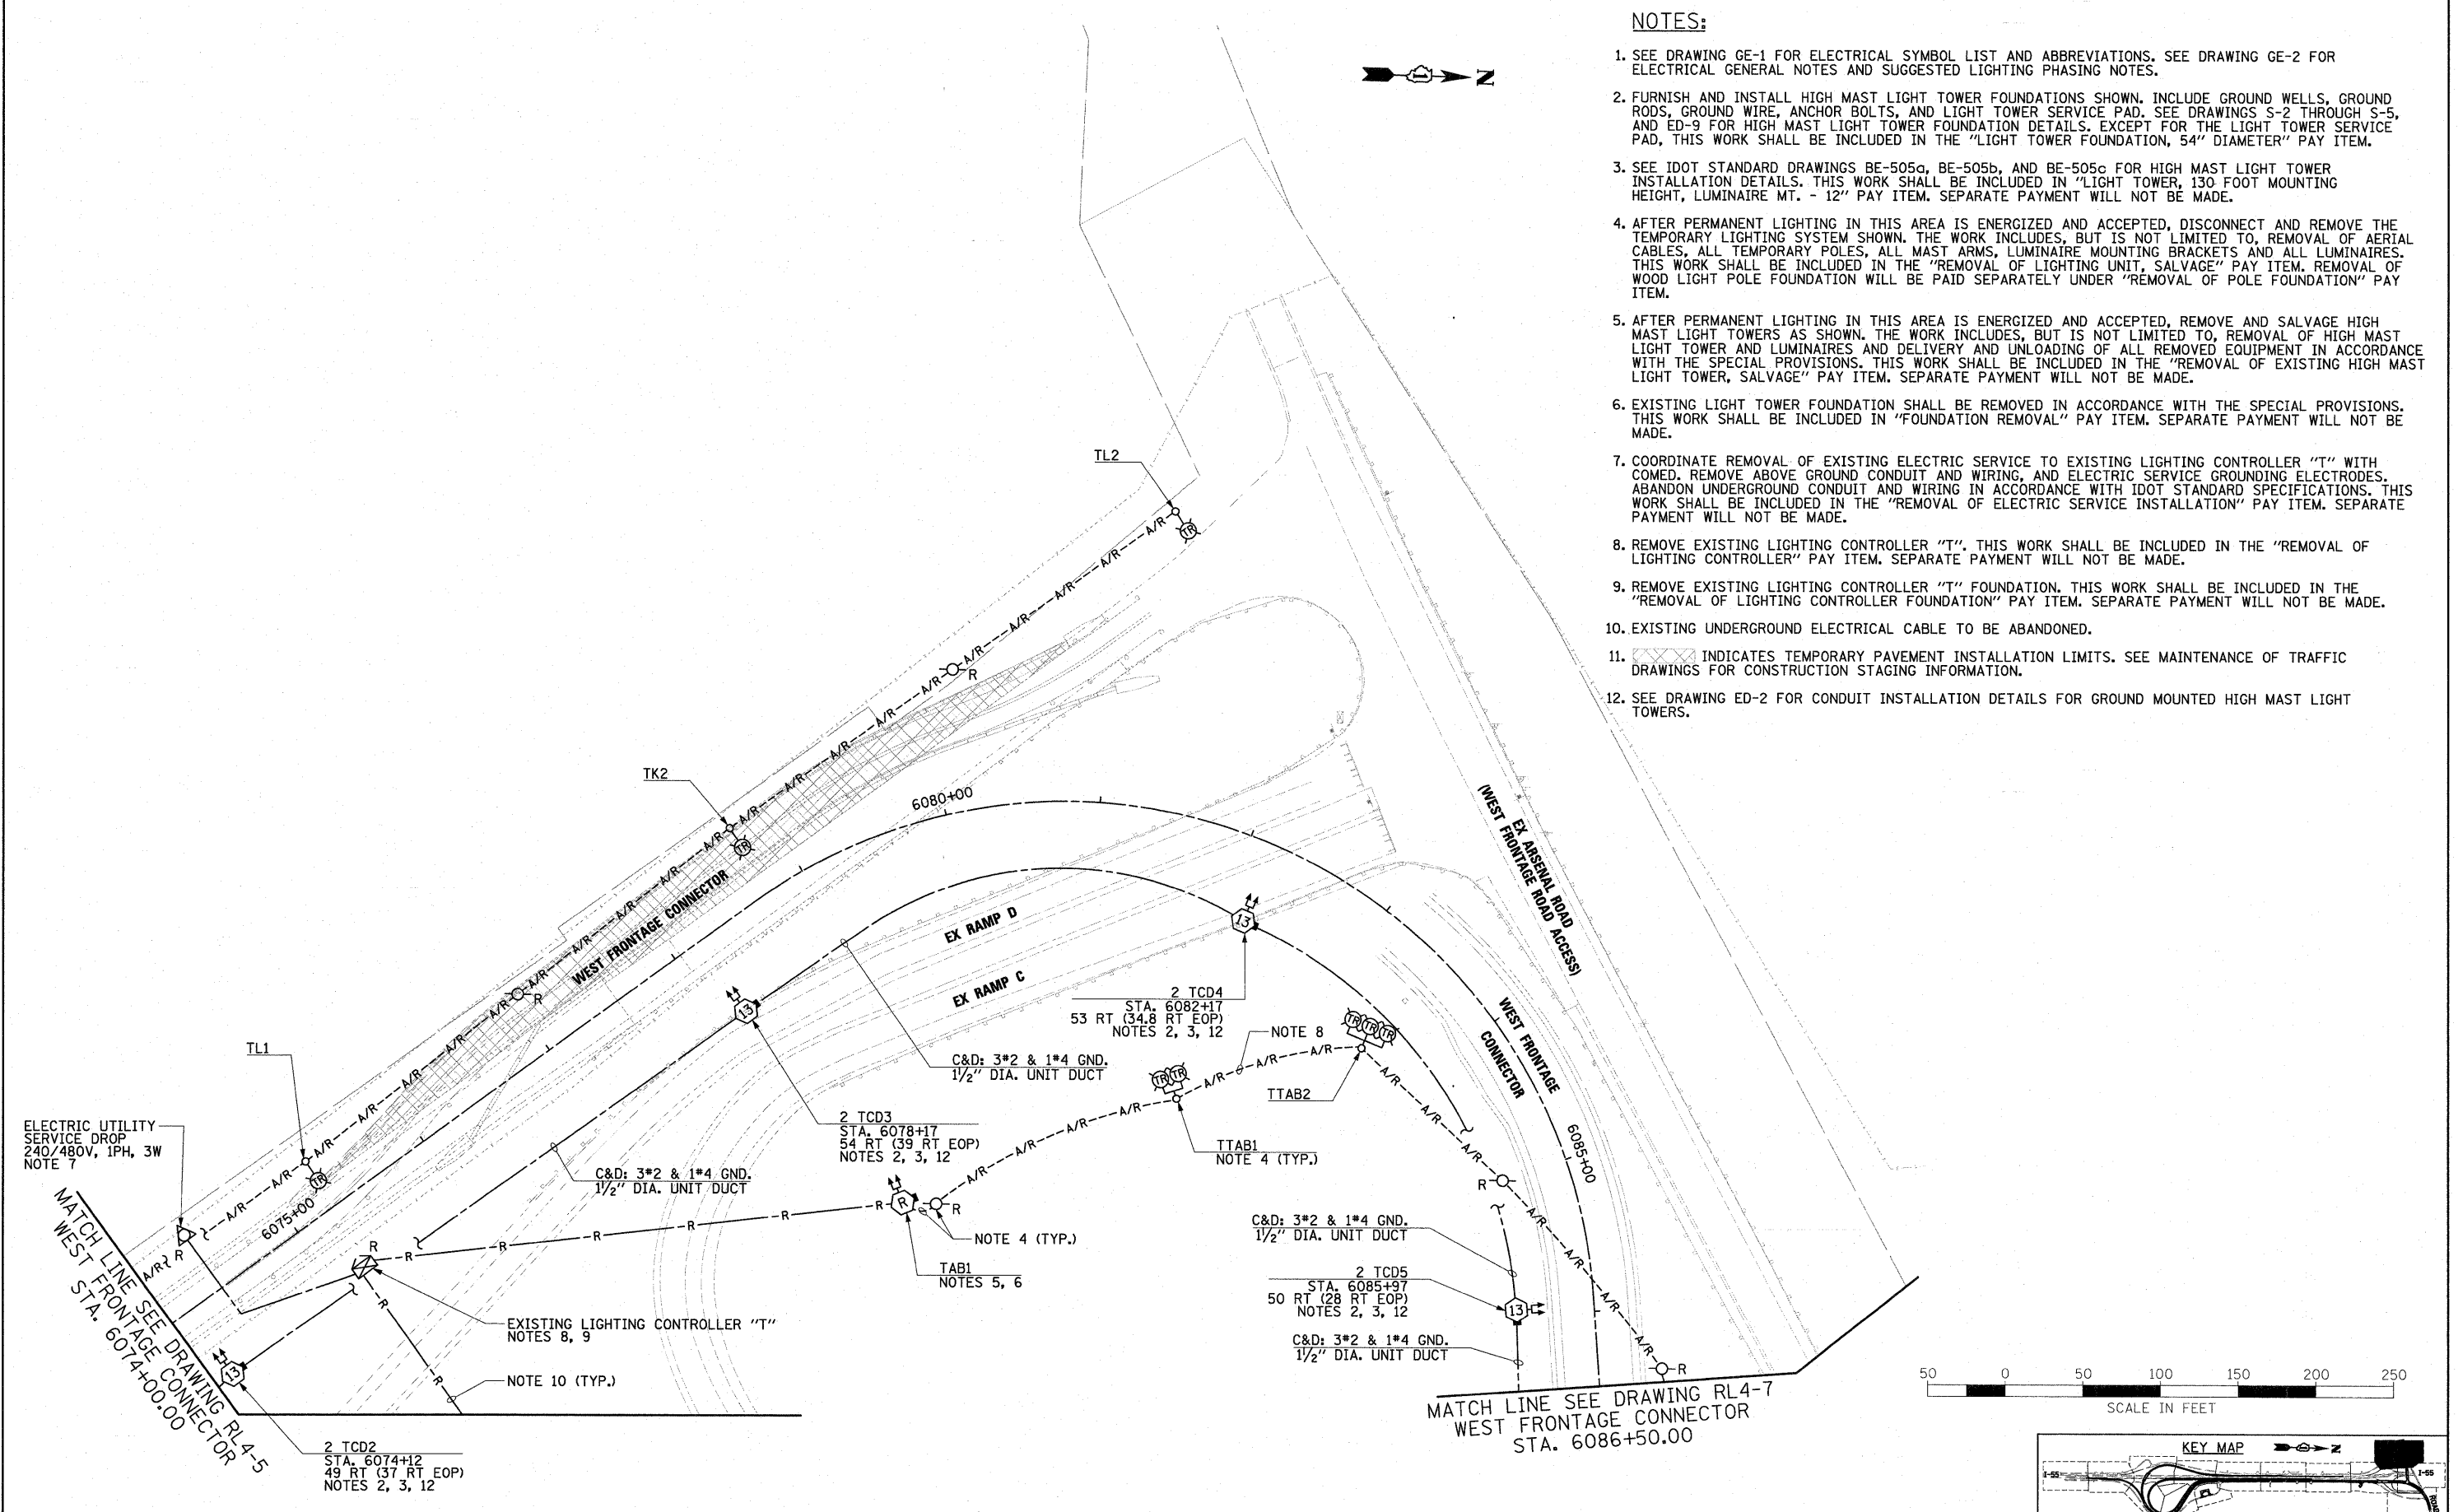 NOTES:
1. SEE DRAWING GE-1 FOR ELECTRICAL SYMBOL LIST AND ABBREVIATIONS. SEE DRAWING GE-2 FOR
ELECTRICAL GENERAL NOTES AND SUGGESTED LIGHTING PHASING NOTES.
2. FURNISH AND INSTALL HIGH MAST LIGHT TOWER FOUNDATIONS SHOWN. INCLUDE GROUND WELLS, GROUND
RODS, GROUND WIRE, ANCHOR BOLTS, AND LIGHT TOWER SERVICE PAD. SEE DRAWINGS S-2 THROUGH S-5,
AND ED-9 FOR HIGH MAST LIGHT TOWER FOUNDATION DETAILS. EXCEPT FOR THE LIGHT TOWER SERVICE
PAD, THIS WORK SHALL BE INCLUDED IN THE "LIGHT TOWER FOUNDATION, 54" DIAMETER" PAY ITEM.
3. SEE IDOT STANDARD DRAWINGS BE-505a, BE-505b, AND BE-505c FOR HIGH MAST LIGHT TOWER
INSTALLATION DETAILS. THIS WORK SHALL BE INCLUDED IN "LIGHT TOWER, 130 FOOT MOUNTING
HEIGHT, LUMINAIRE MT. - 12" PAY ITEM. SEPARATE PAYMENT WILL NOT BE MADE.
4. AFTER PERMANENT LIGHTING IN THIS AREA IS ENERGIZED AND ACCEPTED, DISCONNECT AND REMOVE THE
TEMPORARY LIGHTING SYSTEM SHOWN. THE WORK INCLUDES, BUT IS NOT LIMITED TO, REMOVAL OF AERIAL
CABLES, ALL TEMPORARY POLES, ALL MAST ARMS, LUMINAIRE MOUNTING BRACKETS AND ALL LUMINAIRES.
THIS WORK SHALL BE INCLUDED IN THE "REMOVAL OF LIGHTING UNIT, SALVAGE" PAY ITEM. REMOVAL OF
WOOD LIGHT POLE FOUNDATION WILL BE PAID SEPARATELY UNDER "REMOVAL OF POLE FOUNDATION" PAY
ITEM.
5. AFTER PERMANENT LIGHTING IN THIS AREA IS ENERGIZED AND ACCEPTED, REMOVE AND SALVAGE HIGH
MAST LIGHT TOWERS AS SHOWN. THE WORK INCLUDES, BUT IS NOT LIMITED TO, REMOVAL OF HIGH MAST
LIGHT TOWER AND LUMINAIRES AND DELIVERY AND UNLOADING OF ALL REMOVED EQUIPMENT IN ACCORDANCE
WITH THE SPECIAL PROVISIONS. THIS WORK SHALL BE INCLUDED IN THE "REMOVAL OF EXISTING HIGH MAST
LIGHT TOWER, SALVAGE" PAY ITEM. SEPARATE PAYMENT WILL NOT BE MADE.
6. EXISTING LIGHT TOWER FOUNDATION SHALL BE REMOVED IN ACCORDANCE WITH THE SPECIAL PROVISIONS.
THIS WORK SHALL BE INCLUDED IN "FOUNDATION REMOVAL" PAY ITEM. SEPARATE PAYMENT WILL NOT BE
MADE.
7. COORDINATE REMOVAL OF EXISTING ELECTRIC SERVICE TO EXISTING LIGHTING CONTROLLER "T" WITH
COMED. REMOVE ABOVE GROUND CONDUIT AND WIRING, AND ELECTRIC SERVICE GROUNDING ELECTRODES.
ABANDON UNDERGROUND CONDUIT AND WIRING IN ACCORDANCE WITH IDOT STANDARD SPECIFICATIONS. THIS
WORK SHALL BE INCLUDED IN THE "REMOVAL OF ELECTRIC SERVICE INSTALLATION" PAY ITEM. SEPARATE
PAYMENT WILL NOT BE MADE.
8. REMOVE EXISTING LIGHTING CONTROLLER "T". THIS WORK SHALL BE INCLUDED IN THE "REMOVAL OF
LIGHTING CONTROLLER" PAY ITEM. SEPARATE PAYMENT WILL NOT BE MADE.
9. REMOVE EXISTING LIGHTING CONTROLLER "T" FOUNDATION. THIS WORK SHALL BE INCLUDED IN THE
"REMOVAL OF LIGHTING CONTROLLER FOUNDATION" PAY ITEM. SEPARATE PAYMENT WILL NOT BE MADE.
10. EXISTING UNDERGROUND ELECTRICAL CABLE TO BE ABANDONED.
11. INDICATES TEMPORARY PAVEMENT INSTALLATION LIMITS. SEE MAINTENANCE OF TRAFFIC
DRAWINGS FOR CONSTRUCTION STAGING INFORMATION.
12. SEE DRAWING ED-2 FOR CONDUIT INSTALLATION DETAILS FOR GROUND MOUNTED HIGH MAST LIGHT
TOWERS.
N
TL2
TK2
TL1
6080+00
WEST FRONTAGE CONNECTOR
EX RAMP D
EX RAMP C
EX ARSENAL ROAD
(WEST FRONTAGE ROAD ACCESS)
WEST FRONTAGE
CONNECTOR
6085+00
6075+00
2 TCD4
STA. 6082+17
53 RT (34.8 RT EOP)
NOTES 2, 3, 12
NOTE 8
C&D: 3#2 & 1#4 GND.
1½" DIA. UNIT DUCT
TTAB2
2 TCD3
STA. 6078+17
54 RT (39 RT EOP)
NOTES 2, 3, 12
TTAB1
NOTE 4 (TYP.)
ELECTRIC UTILITY
SERVICE DROP
240/480V, 1PH, 3W
NOTE 7
C&D: 3#2 & 1#4 GND.
1½" DIA. UNIT DUCT
NOTE 4 (TYP.)
TAB1
NOTES 5, 6
C&D: 3#2 & 1#4 GND.
1½" DIA. UNIT DUCT
2 TCD5
STA. 6085+97
50 RT (28 RT EOP)
NOTES 2, 3, 12
C&D: 3#2 & 1#4 GND.
1½" DIA. UNIT DUCT
EXISTING LIGHTING CONTROLLER "T"
NOTES 8, 9
NOTE 10 (TYP.)
MATCH LINE SEE DRAWING RL4-5
WEST FRONTAGE CONNECTOR
STA. 6074+00.00
2 TCD2
STA. 6074+12
49 RT (37 RT EOP)
NOTES 2, 3, 12
MATCH LINE SEE DRAWING RL4-7
WEST FRONTAGE CONNECTOR
STA. 6086+50.00
50 0 50 100 150 200 250
SCALE IN FEET
KEY MAP N
I-55 I-55